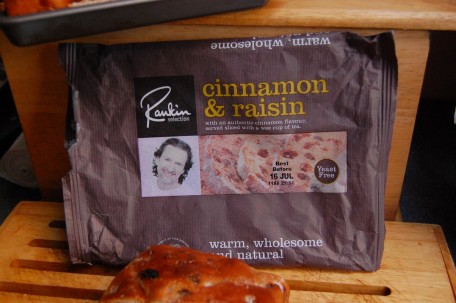 warm, wholesome
Rankin
selection
cinnamon
& raisin
with an authentic cinnamon flavour,
served sliced with a wee cup of tea.
Best
Before
16 JUL
Yeast
Free
warm, wholesome
and natural